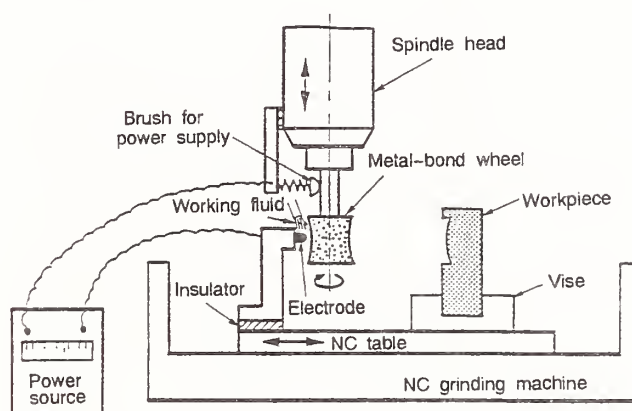 Spindle head
Brush for
power supply
Metal-bond wheel
Working fluid
Workpiece
Insulator
Electrode
Vise
NC table
Power
source
NC grinding machine